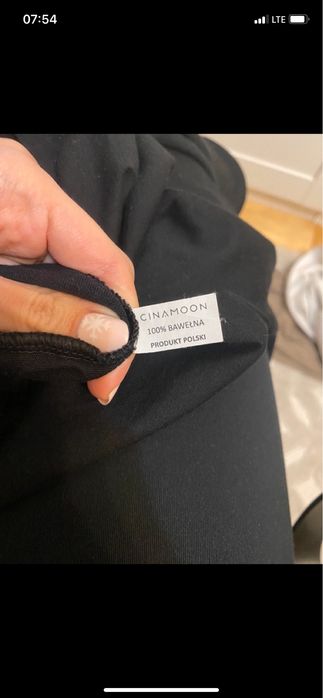 07:54
LTE
CINAMOON
100% BAWEŁNA
PRODUKT POLSKI